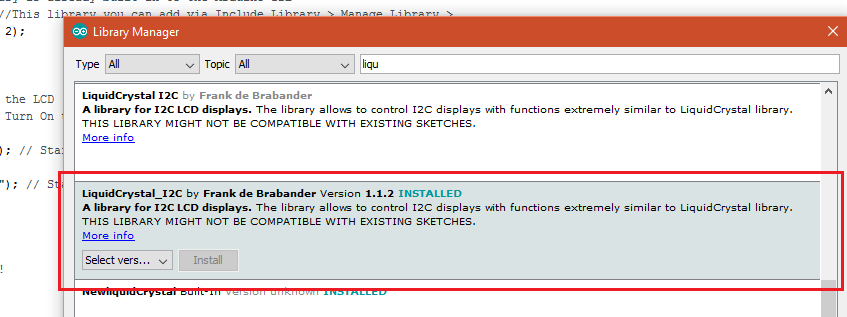 //This library you can add via Include Library > Manage Library >
2);
Library Manager
Type All Topic All liqu
LiquidCrystal I2C by Frank de Brabander
A library for I2C LCD displays. The library allows to control I2C displays with functions extremely similar to LiquidCrystal library.
THIS LIBRARY MIGHT NOT BE COMPATIBLE WITH EXISTING SKETCHES.
More info
the LCD
Turn On
); // Sta
LiquidCrystal_I2C by Frank de Brabander Version 1.1.2 INSTALLED
"); // Sta
A library for I2C LCD displays. The library allows to control I2C displays with functions extremely similar to LiquidCrystal library.
THIS LIBRARY MIGHT NOT BE COMPATIBLE WITH EXISTING SKETCHES.
More info
Select vers... Install
!
NewliquidCrystal Built-In Version unknown INSTALLED